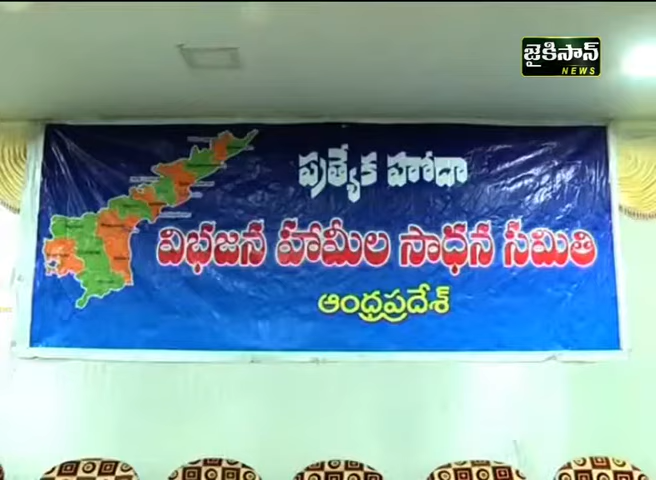 జైకిసాన్
NEWS
ప్రత్యేక హోదా
విభజన హామీల సాధన సమితి
ఆంధ్రప్రదేశ్